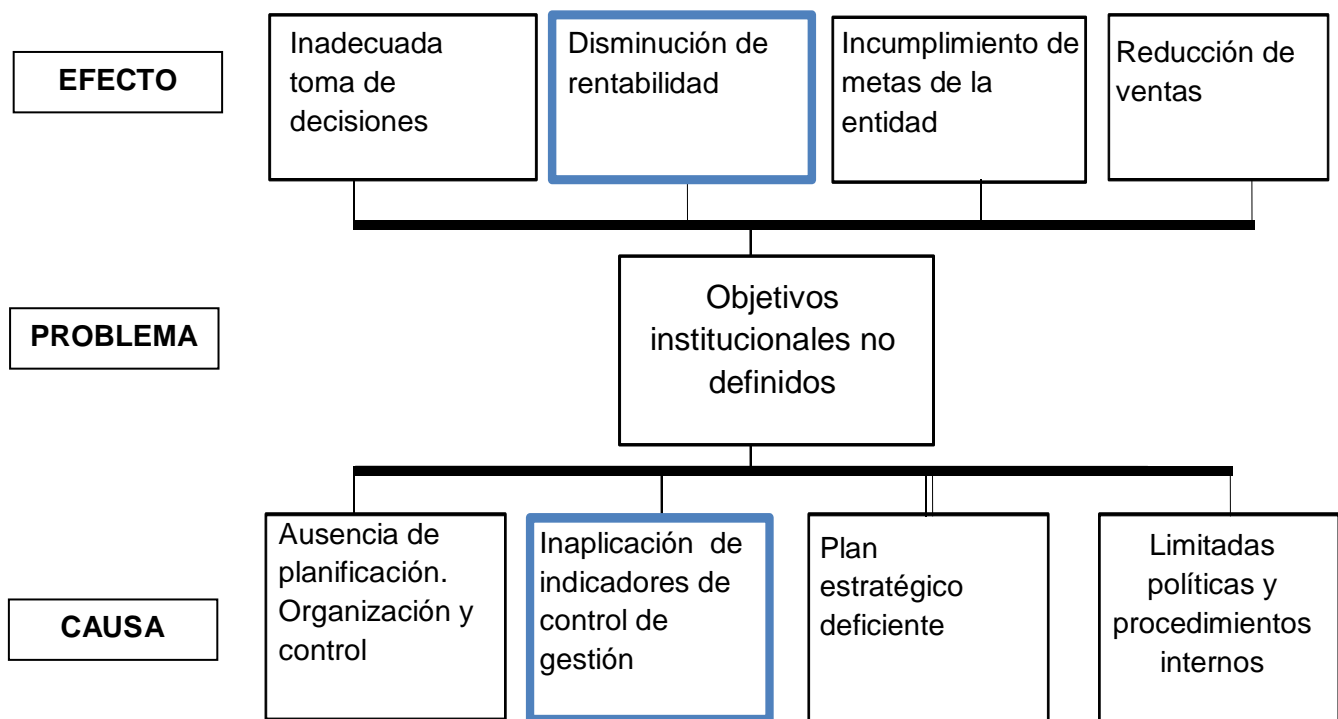 EFECTO
Inadecuada
toma de
decisiones
Disminución de
rentabilidad
Incumplimiento de
metas de la
entidad
Reducción de
ventas
PROBLEMA
Objetivos
institucionales no
definidos
CAUSA
Ausencia de
planificación.
Organización y
control
Inaplicación de
indicadores de
control de
gestión
Plan
estratégico
deficiente
Limitadas
políticas y
procedimientos
internos